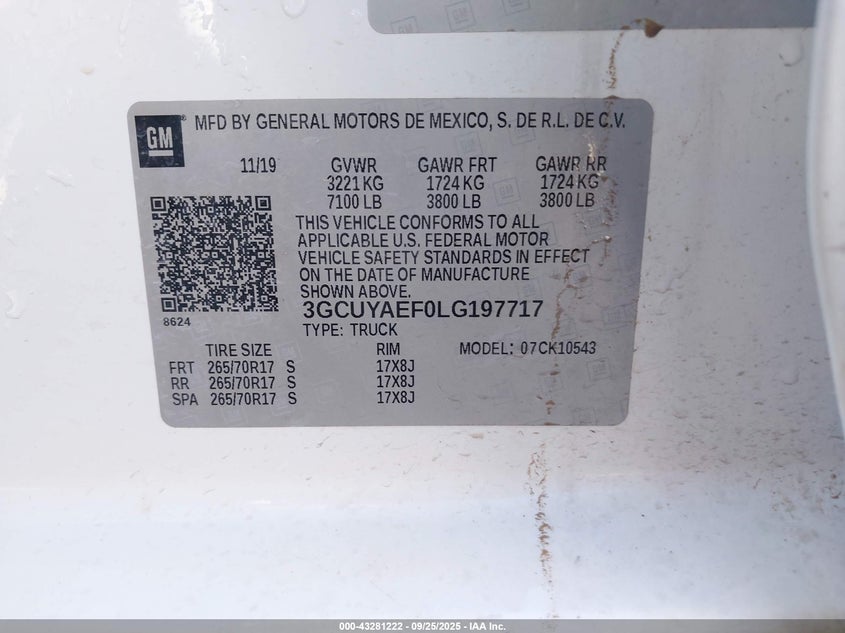 GM
MFD BY GENERAL MOTORS DE MEXICO, S. DE R.L. DE C.V.
11/19 GVWR GAWR FRT GAWR RR
3221 KG 1724 KG 1724 KG
7100 LB 3800 LB 3800 LB
THIS VEHICLE CONFORMS TO ALL
APPLICABLE U.S. FEDERAL MOTOR
VEHICLE SAFETY STANDARDS IN EFFECT
ON THE DATE OF MANUFACTURE
SHOWN ABOVE.
8624
3GCUYAEF0LG197717
TYPE: TRUCK
TIRE SIZE RIM MODEL: 07CK10543
FRT 265/70R17 S 17X8J
RR 265/70R17 S 17X8J
SPA 265/70R17 S 17X8J
000-43281222 - 09/25/2025 - IAA Inc.